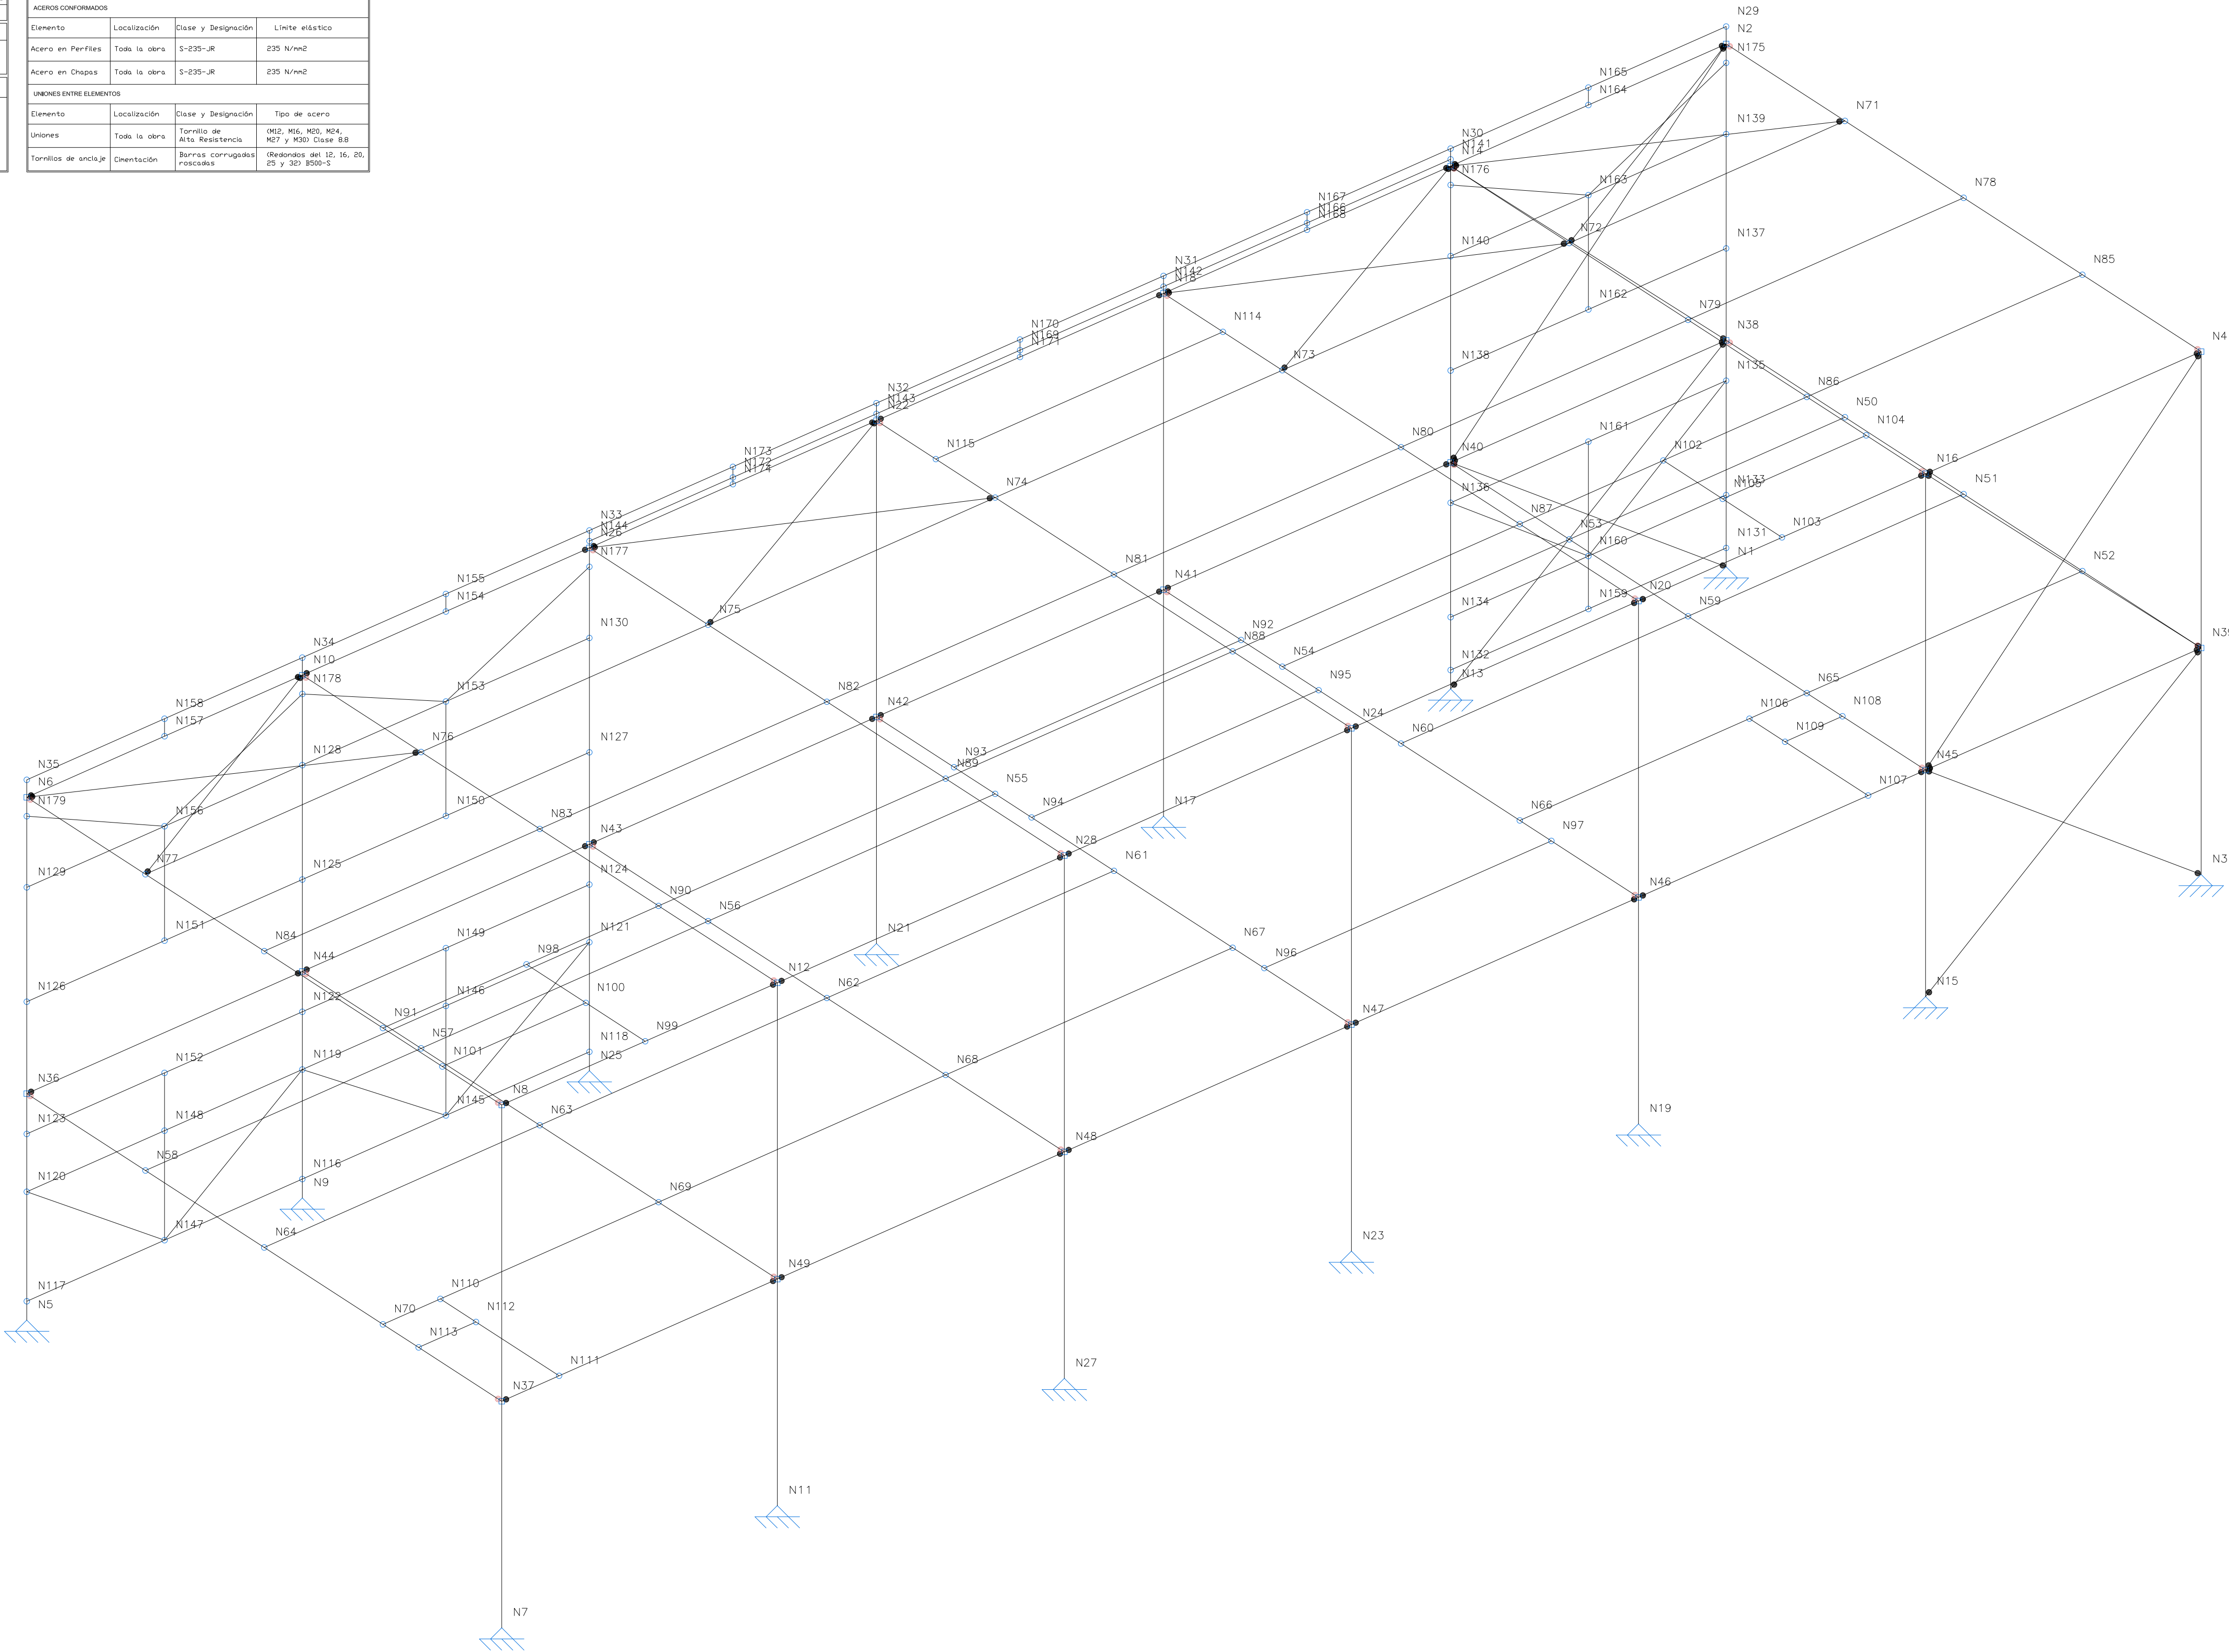 ACEROS CONFORMADOS
Elemento Localización Clase y Designación Límite elástico
Acero en Perfiles Toda la obra S-235-JR 235 N/mm2
Acero en Chapas Toda la obra S-235-JR 235 N/mm2
UNIONES ENTRE ELEMENTOS
Elemento Localización Clase y Designación Tipo de acero
Uniones Toda la obra Tornillo de Alta Resistencia (M12, M16, M20, M24, M27 y M30) Clase 8.8
Tornillos de anclaje Cimentación Barras corrugadas roscadas (Redondos del 12, 16, 20, 25 y 32) B500-S
N29
N2
N175
N165
N164
N71
N139
N30
N141
N14
N176
N163
N78
N167
N166
N168
N72
N140
N137
N85
N31
N142
N18
N162
N79
N38
N4
N170
N169
N171
N114
N73
N138
N135
N86
N50
N104
N32
N143
N22
N115
N80
N40
N161
N102
N16
N173
N172
N174
N74
N136
N133
N105
N51
N33
N144
N26
N177
N87
N53
N160
N103
N131
N1
N52
N155
N154
N81
N41
N20
N159
N59
N134
N75
N130
N34
N10
N178
N92
N88
N54
N132
N13
N39
N153
N82
N42
N95
N65
N158
N157
N24
N106
N108
N109
N128
N76
N127
N60
N35
N6
N179
N93
N89
N55
N45
N107
N156
N150
N94
N17
N66
N97
N77
N83
N43
N28
N61
N129
N125
N124
N46
N3
N151
N84
N44
N90
N56
N121
N21
N67
N96
N98
N12
N126
N149
N122
N146
N100
N62
N15
N91
N57
N99
N47
N152
N119
N101
N118
N25
N68
N36
N8
N145
N63
N19
N123
N148
N48
N58
N120
N116
N9
N69
N147
N64
N23
N49
N117
N5
N110
N70
N112
N113
N111
N27
N37
N11
N7